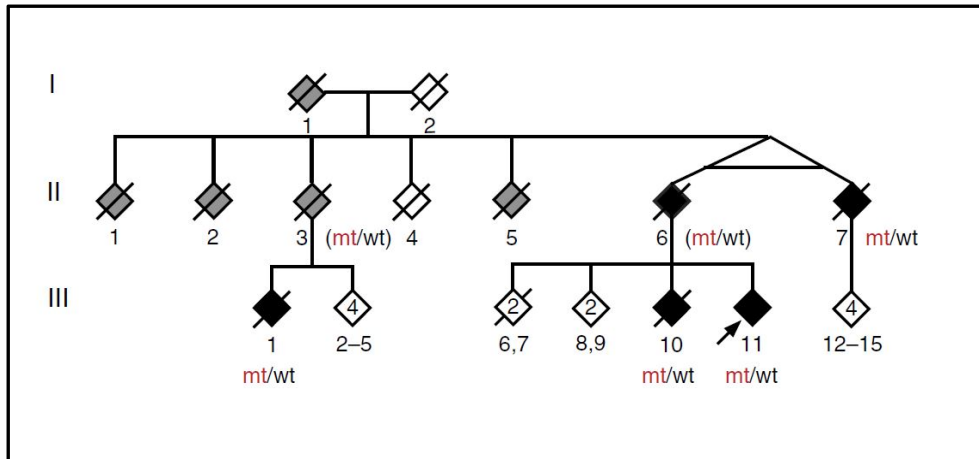 I
1 2
II
1 2 3 (mt/wt) 4 5 6 (mt/wt) 7 mt/wt
III
4 2 2 4
1 2–5 6,7 8,9 10 11 12–15
mt/wt mt/wt mt/wt